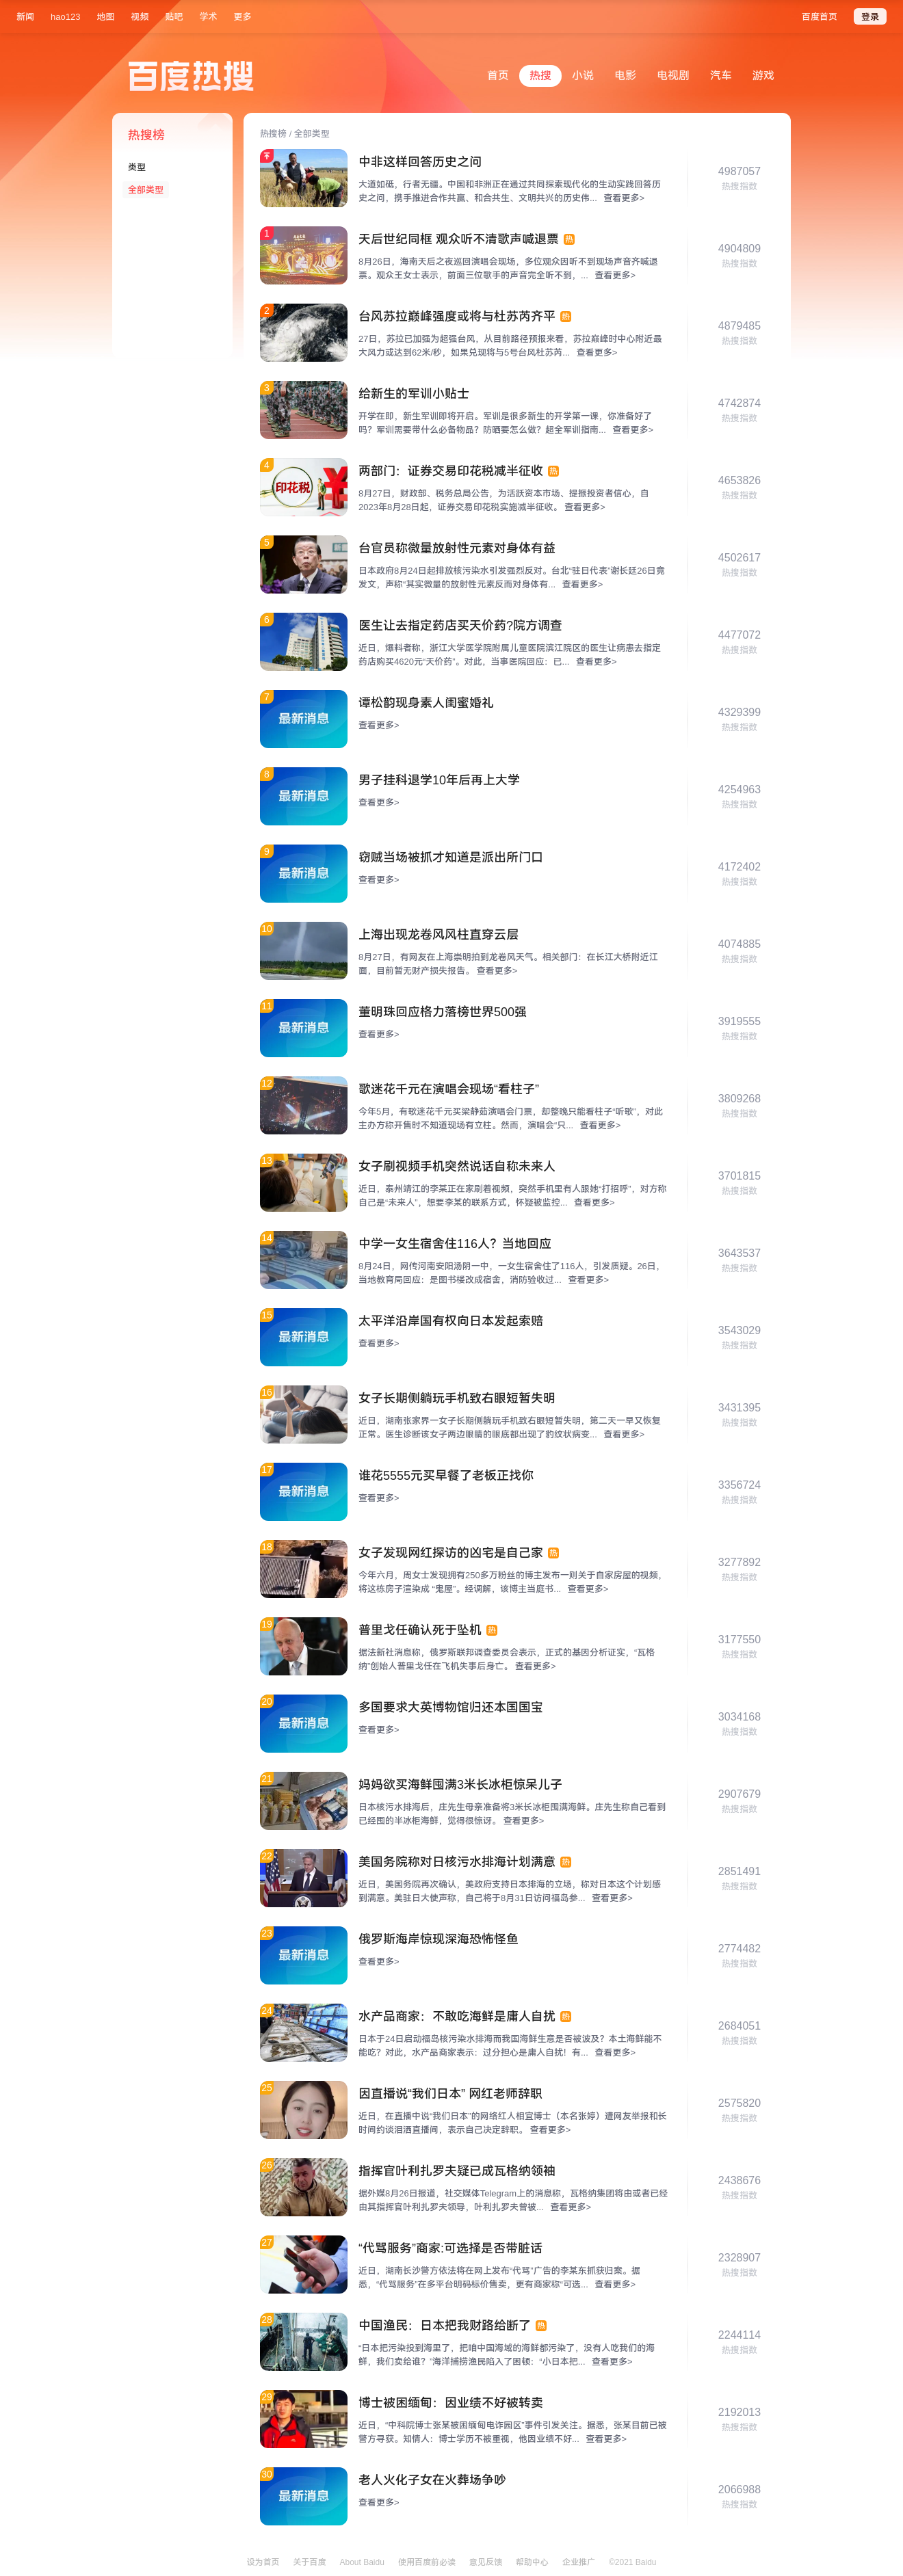 新闻 hao123 地图 视频 贴吧 学术 更多 百度首页 登录
百度热搜
首页 热搜 小说 电影 电视剧 汽车 游戏
热搜榜
类型
全部类型
热搜榜 / 全部类型
中非这样回答历史之问
大道如砥，行者无疆。中国和非洲正在通过共同探索现代化的生动实践回答历
史之问，携手推进合作共赢、和合共生、文明共兴的历史伟... 查看更多>
4987057
热搜指数
1
天后世纪同框 观众听不清歌声喊退票 热
8月26日，海南天后之夜巡回演唱会现场，多位观众因听不到现场声音齐喊退
票。观众王女士表示，前面三位歌手的声音完全听不到，... 查看更多>
4904809
热搜指数
2
台风苏拉巅峰强度或将与杜苏芮齐平 热
27日，苏拉已加强为超强台风，从目前路径预报来看，苏拉巅峰时中心附近最
大风力或达到62米/秒，如果兑现将与5号台风杜苏芮... 查看更多>
4879485
热搜指数
3
给新生的军训小贴士
开学在即，新生军训即将开启。军训是很多新生的开学第一课，你准备好了
吗？军训需要带什么必备物品？防晒要怎么做？超全军训指南... 查看更多>
4742874
热搜指数
4
印花税
两部门：证券交易印花税减半征收 热
8月27日，财政部、税务总局公告，为活跃资本市场、提振投资者信心，自
2023年8月28日起，证券交易印花税实施减半征收。 查看更多>
4653826
热搜指数
5
台官员称微量放射性元素对身体有益
日本政府8月24日起排放核污染水引发强烈反对。台北“驻日代表”谢长廷26日竟
发文，声称“其实微量的放射性元素反而对身体有... 查看更多>
4502617
热搜指数
6
医生让去指定药店买天价药?院方调查
近日，爆料者称，浙江大学医学院附属儿童医院滨江院区的医生让病患去指定
药店购买4620元“天价药”。对此，当事医院回应：已... 查看更多>
4477072
热搜指数
7
最新消息
谭松韵现身素人闺蜜婚礼
查看更多>
4329399
热搜指数
8
最新消息
男子挂科退学10年后再上大学
查看更多>
4254963
热搜指数
9
最新消息
窃贼当场被抓才知道是派出所门口
查看更多>
4172402
热搜指数
10
上海出现龙卷风风柱直穿云层
8月27日，有网友在上海崇明拍到龙卷风天气。相关部门：在长江大桥附近江
面，目前暂无财产损失报告。 查看更多>
4074885
热搜指数
11
最新消息
董明珠回应格力落榜世界500强
查看更多>
3919555
热搜指数
12
歌迷花千元在演唱会现场“看柱子”
今年5月，有歌迷花千元买梁静茹演唱会门票，却整晚只能看柱子“听歌”，对此
主办方称开售时不知道现场有立柱。然而，演唱会“只... 查看更多>
3809268
热搜指数
13
女子刷视频手机突然说话自称未来人
近日，泰州靖江的李某正在家刷着视频，突然手机里有人跟她“打招呼”，对方称
自己是“未来人”，想要李某的联系方式，怀疑被监控... 查看更多>
3701815
热搜指数
14
中学一女生宿舍住116人？当地回应
8月24日，网传河南安阳汤阴一中，一女生宿舍住了116人，引发质疑。26日，
当地教育局回应：是图书楼改成宿舍，消防验收过... 查看更多>
3643537
热搜指数
15
最新消息
太平洋沿岸国有权向日本发起索赔
查看更多>
3543029
热搜指数
16
女子长期侧躺玩手机致右眼短暂失明
近日，湖南张家界一女子长期侧躺玩手机致右眼短暂失明，第二天一早又恢复
正常。医生诊断该女子两边眼睛的眼底都出现了豹纹状病变... 查看更多>
3431395
热搜指数
17
最新消息
谁花5555元买早餐了老板正找你
查看更多>
3356724
热搜指数
18
女子发现网红探访的凶宅是自己家 热
今年六月，周女士发现拥有250多万粉丝的博主发布一则关于自家房屋的视频，
将这栋房子渲染成 “鬼屋”。经调解，该博主当庭书... 查看更多>
3277892
热搜指数
19
普里戈任确认死于坠机 热
据法新社消息称，俄罗斯联邦调查委员会表示，正式的基因分析证实，“瓦格
纳”创始人普里戈任在飞机失事后身亡。 查看更多>
3177550
热搜指数
20
最新消息
多国要求大英博物馆归还本国国宝
查看更多>
3034168
热搜指数
21
妈妈欲买海鲜囤满3米长冰柜惊呆儿子
日本核污水排海后，庄先生母亲准备将3米长冰柜囤满海鲜。庄先生称自己看到
已经囤的半冰柜海鲜，觉得很惊讶。 查看更多>
2907679
热搜指数
22
美国务院称对日核污水排海计划满意 热
近日，美国务院再次确认，美政府支持日本排海的立场，称对日本这个计划感
到满意。美驻日大使声称，自己将于8月31日访问福岛参... 查看更多>
2851491
热搜指数
23
最新消息
俄罗斯海岸惊现深海恐怖怪鱼
查看更多>
2774482
热搜指数
24
水产品商家：不敢吃海鲜是庸人自扰 热
日本于24日启动福岛核污染水排海而我国海鲜生意是否被波及？本土海鲜能不
能吃？对此，水产品商家表示：过分担心是庸人自扰！有... 查看更多>
2684051
热搜指数
25
因直播说“我们日本” 网红老师辞职
近日，在直播中说“我们日本”的网络红人相宜博士（本名张婷）遭网友举报和长
时间约谈泪洒直播间，表示自己决定辞职。 查看更多>
2575820
热搜指数
26
指挥官叶利扎罗夫疑已成瓦格纳领袖
据外媒8月26日报道，社交媒体Telegram上的消息称，瓦格纳集团将由或者已经
由其指挥官叶利扎罗夫领导，叶利扎罗夫曾被... 查看更多>
2438676
热搜指数
27
“代骂服务”商家:可选择是否带脏话
近日，湖南长沙警方依法将在网上发布“代骂”广告的李某东抓获归案。据
悉，“代骂服务”在多平台明码标价售卖，更有商家称“可选... 查看更多>
2328907
热搜指数
28
中国渔民：日本把我财路给断了 热
“日本把污染投到海里了，把咱中国海域的海鲜都污染了，没有人吃我们的海
鲜，我们卖给谁？”海洋捕捞渔民陷入了困顿：“小日本把... 查看更多>
2244114
热搜指数
29
博士被困缅甸：因业绩不好被转卖
近日，“中科院博士张某被困缅甸电诈园区”事件引发关注。据悉，张某目前已被
警方寻获。知情人：博士学历不被重视，他因业绩不好... 查看更多>
2192013
热搜指数
30
最新消息
老人火化子女在火葬场争吵
查看更多>
2066988
热搜指数
设为首页 关于百度 About Baidu 使用百度前必读 意见反馈 帮助中心 企业推广 ©2021 Baidu